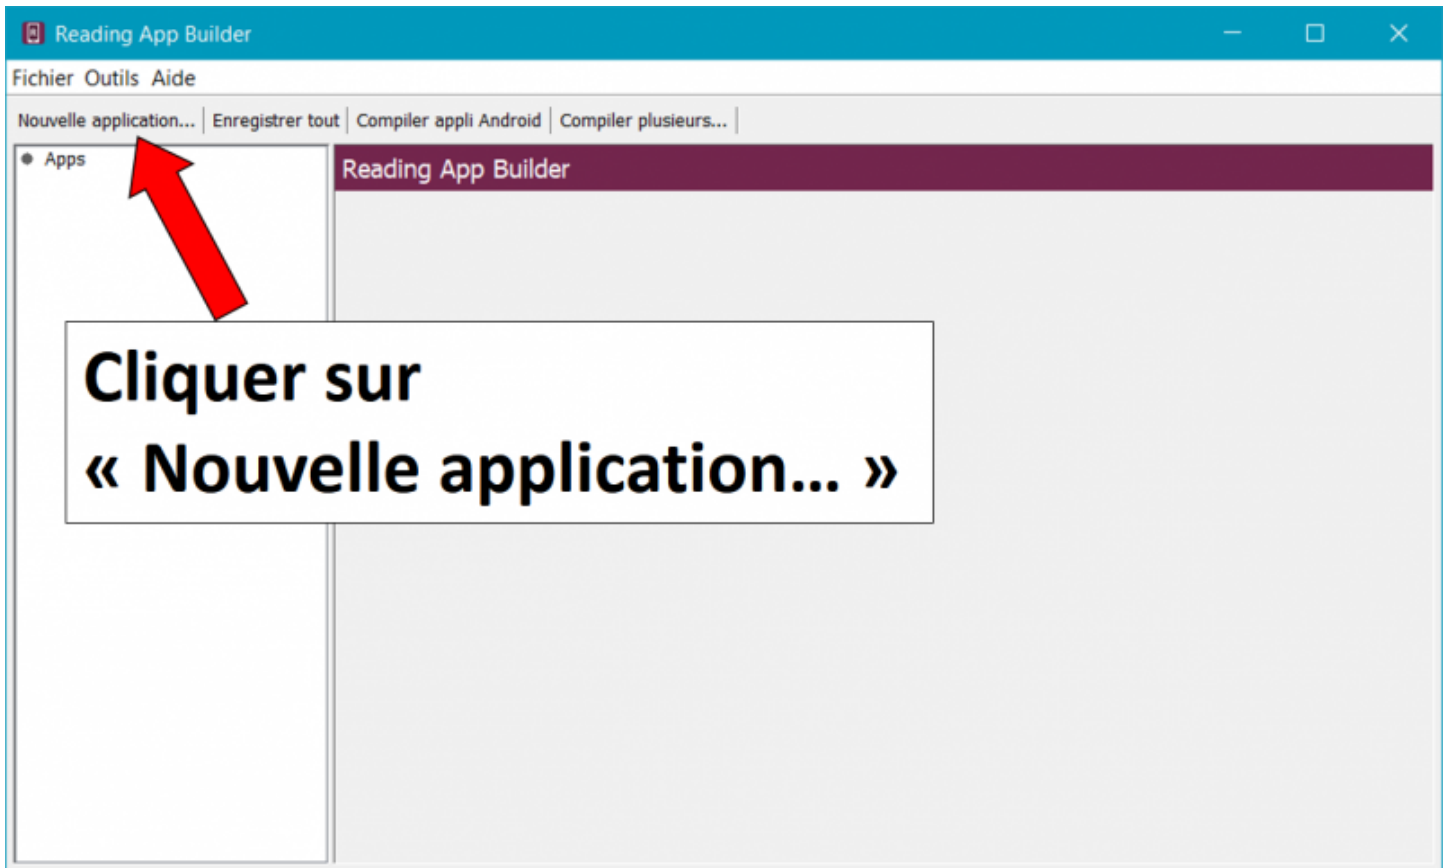 Reading App Builder
Fichier Outils Aide
Nouvelle application... Enregistrer tout Compiler appli Android Compiler plusieurs...
Apps
Reading App Builder
Cliquer sur
« Nouvelle application... »